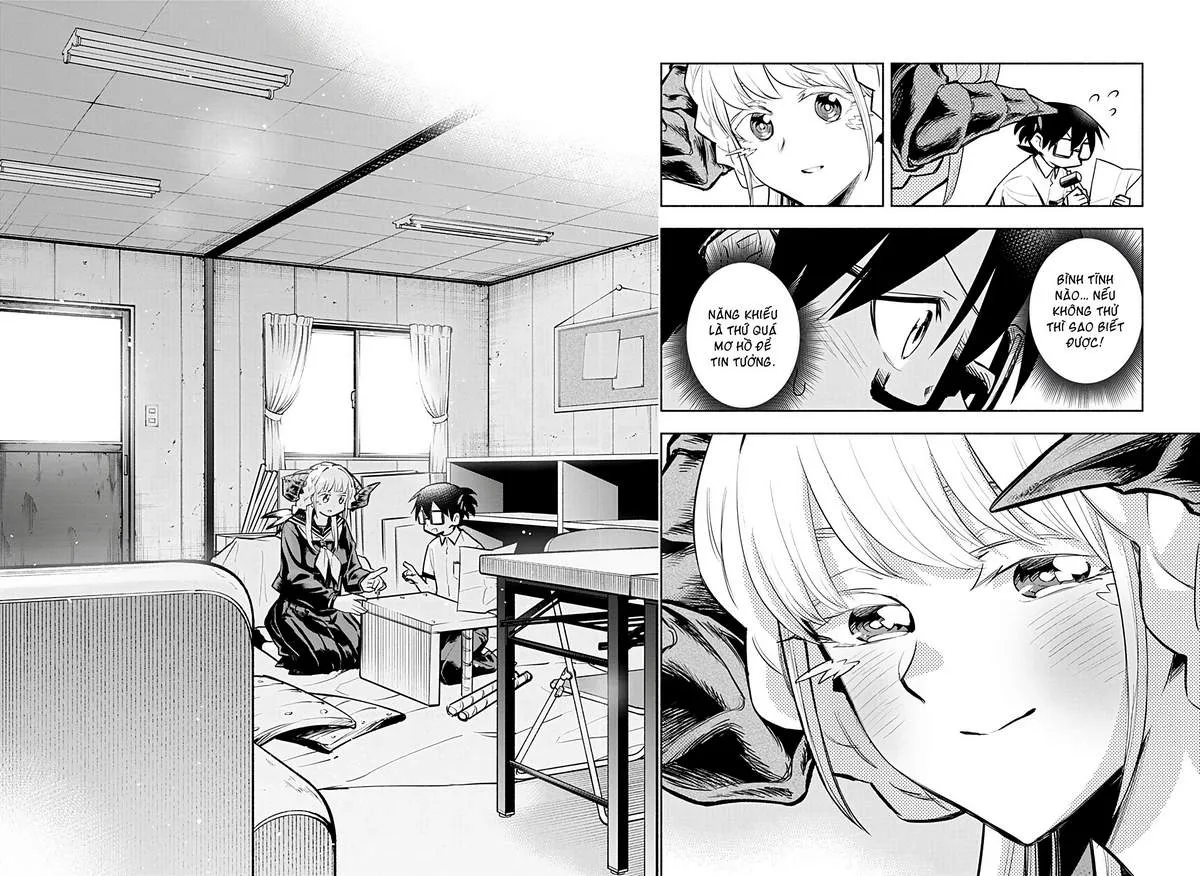 BÌNH TĨNH
NÀO... NẾU
KHÔNG THỬ
THÌ SAO BIẾT
ĐƯỢC!
NĂNG KHIẾU
LÀ THỨ QUÁ
MƠ HỒ ĐỂ
TIN TƯỞNG.